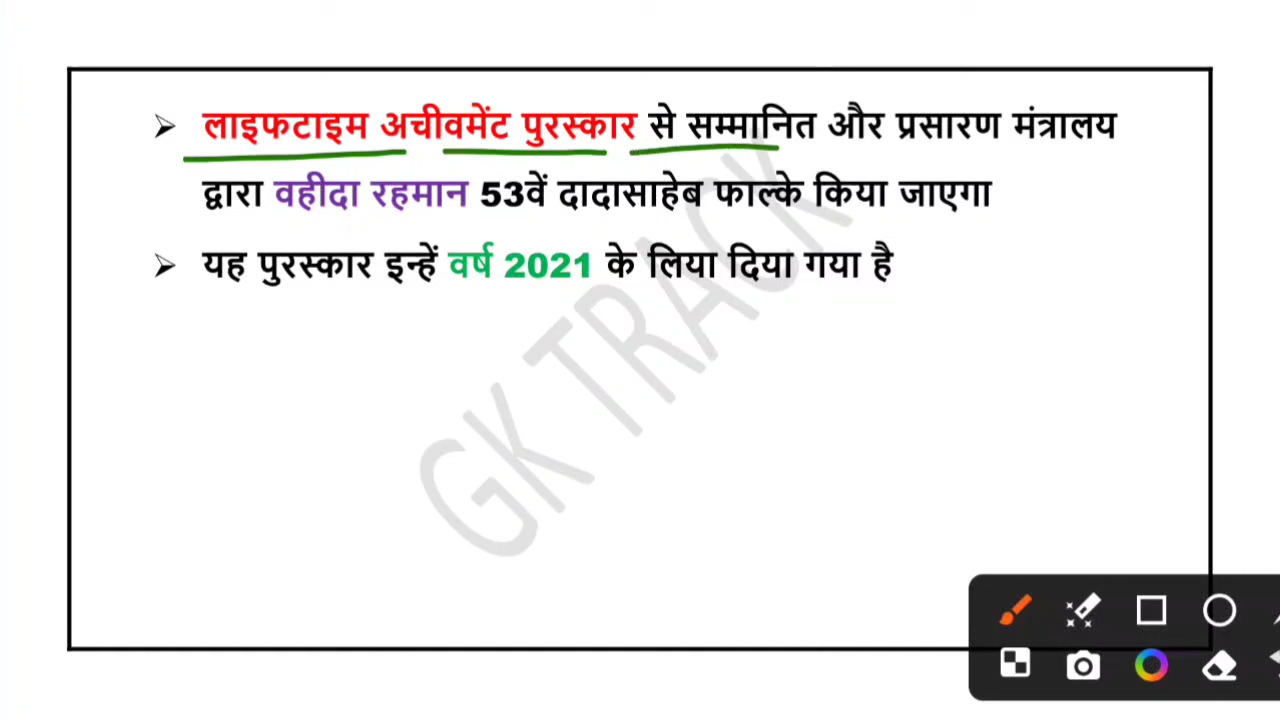 ➢ लाइफटाइम अचीवमेंट पुरस्कार से सम्मानित और प्रसारण मंत्रालय
द्वारा वहीदा रहमान 53वें दादासाहेब फाल्के किया जाएगा
➢ यह पुरस्कार इन्हें वर्ष 2021 के लिया दिया गया है
GK TRACK